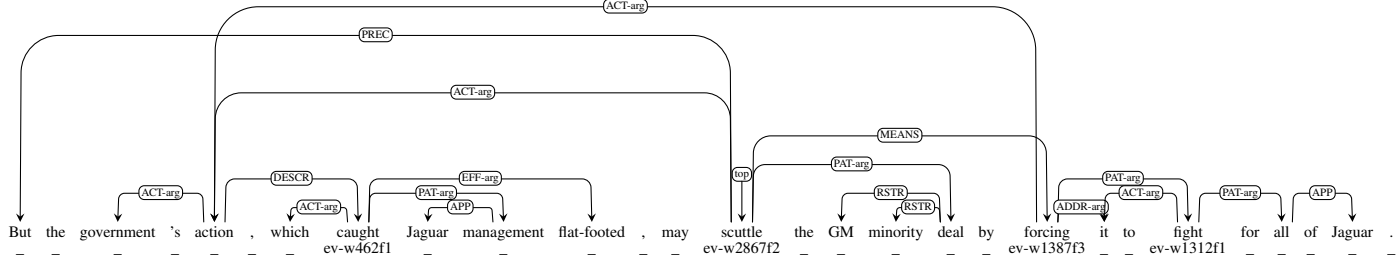 ACT-arg
PREC
ACT-arg
MEANS
PAT-arg
top
DESCR EFF-arg PAT-arg
ACT-arg PAT-arg RSTR ACT-arg PAT-arg APP
ACT-arg APP RSTR ADDR-arg
But the government 's action , which caught Jaguar management flat-footed , may scuttle the GM minority deal by forcing it to fight for all of Jaguar .
_ _ _ _ _ _ _ ev-w462f1 _ _ _ _ _ ev-w2867f2 _ _ _ _ _ ev-w1387f3 _ _ ev-w1312f1 _ _ _ _ _